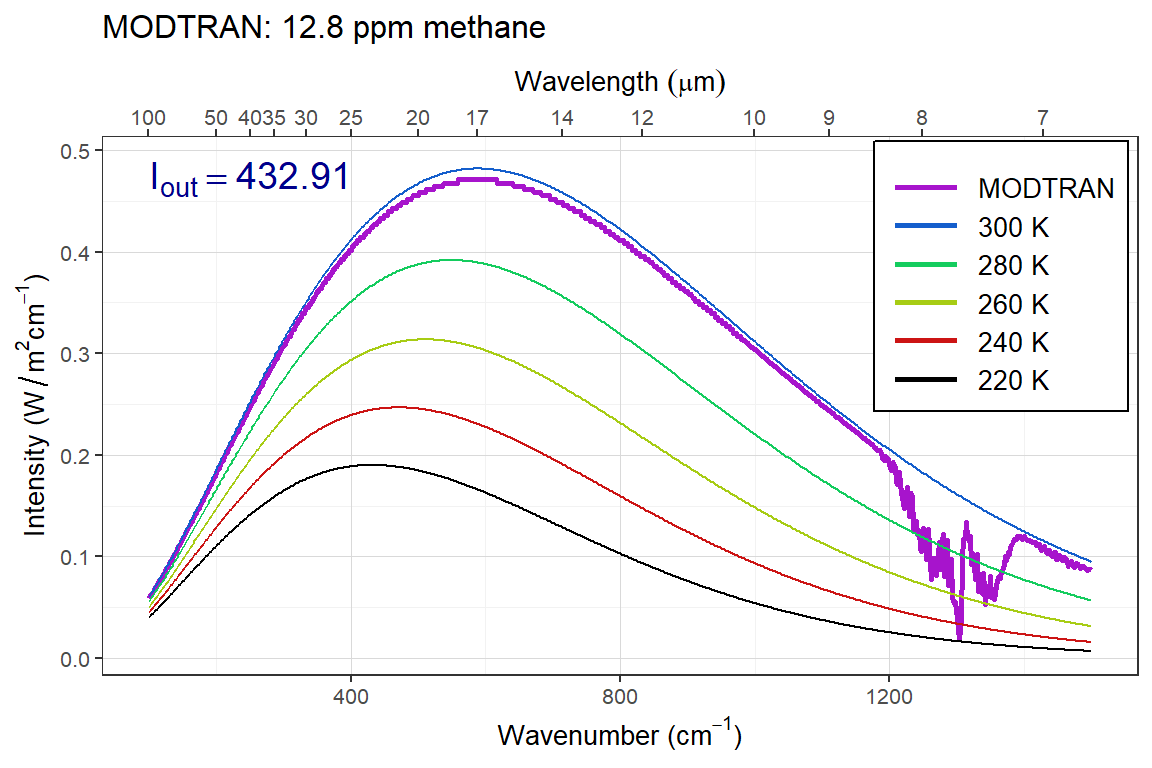 MODTRAN: 12.8 ppm methane
Wavelength (μm)
100 50 40 35 30 25 20 17 14 12 10 9 8 7
Intensity (W / m² cm⁻¹)
0.5
0.4
0.3
0.2
0.1
0.0
I_out = 432.91
MODTRAN
300 K
280 K
260 K
240 K
220 K
400 800 1200
Wavenumber (cm⁻¹)